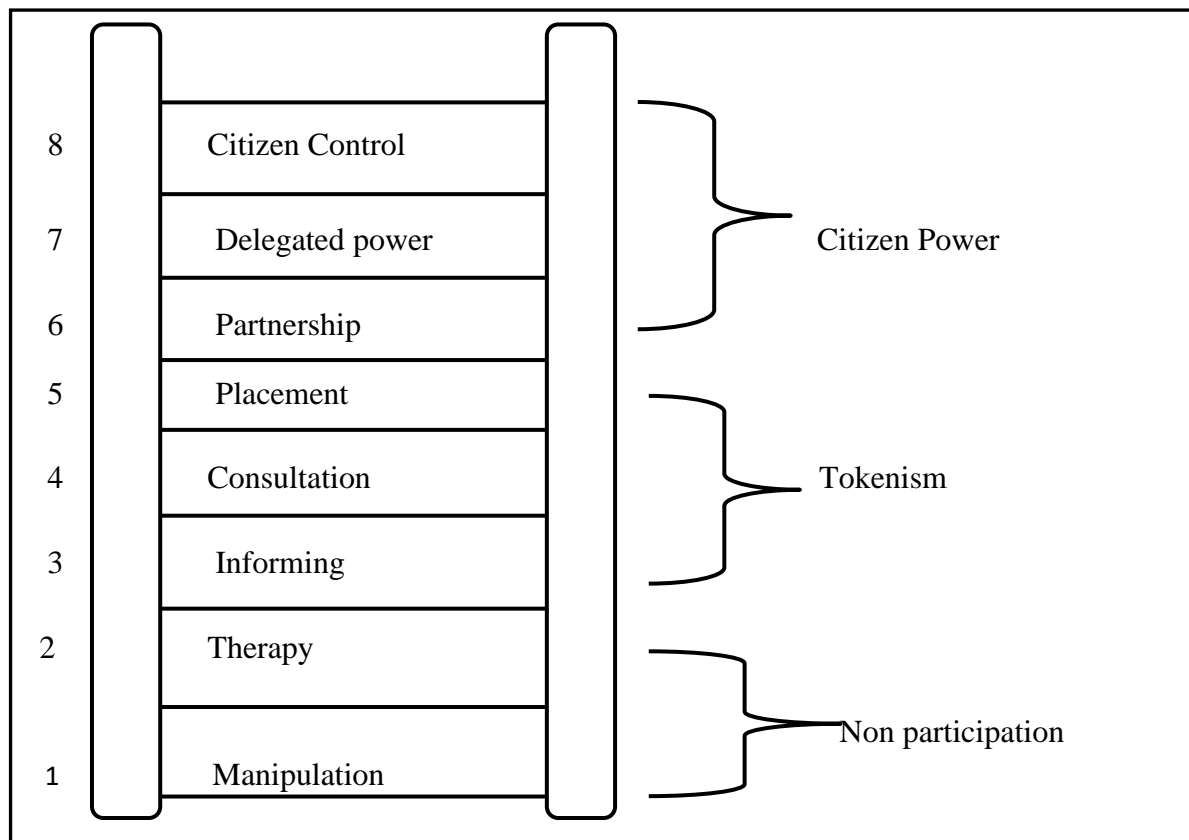 8 Citizen Control
7 Delegated power
Citizen Power
6 Partnership
5 Placement
4 Consultation
Tokenism
3 Informing
2 Therapy
Non participation
1 Manipulation